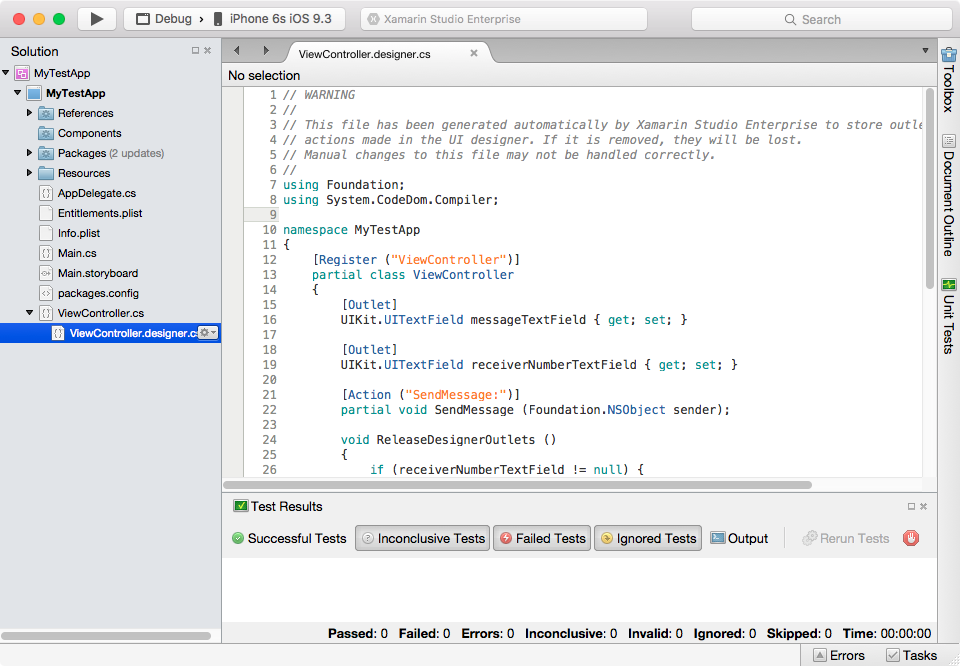 Debug › iPhone 6s iOS 9.3
Xamarin Studio Enterprise
Search
Solution
MyTestApp
MyTestApp
References
Components
Packages (2 updates)
Resources
AppDelegate.cs
Entitlements.plist
Info.plist
Main.cs
Main.storyboard
packages.config
ViewController.cs
ViewController.designer.cs
ViewController.designer.cs
No selection
1 // WARNING
2 //
3 // This file has been generated automatically by Xamarin Studio Enterprise to store outle
4 // actions made in the UI designer. If it is removed, they will be lost.
5 // Manual changes to this file may not be handled correctly.
6 //
7 using Foundation;
8 using System.CodeDom.Compiler;
9
10 namespace MyTestApp
11 {
12     [Register ("ViewController")]
13     partial class ViewController
14     {
15         [Outlet]
16         UIKit.UITextField messageTextField { get; set; }
17
18         [Outlet]
19         UIKit.UITextField receiverNumberTextField { get; set; }
20
21         [Action ("SendMessage:")]
22         partial void SendMessage (Foundation.NSObject sender);
23
24         void ReleaseDesignerOutlets ()
25         {
26             if (receiverNumberTextField != null) {
Toolbox
Document Outline
Unit Tests
Test Results
Successful Tests Inconclusive Tests Failed Tests Ignored Tests Output Rerun Tests
Passed: 0 Failed: 0 Errors: 0 Inconclusive: 0 Invalid: 0 Ignored: 0 Skipped: 0 Time: 00:00:00
Errors Tasks